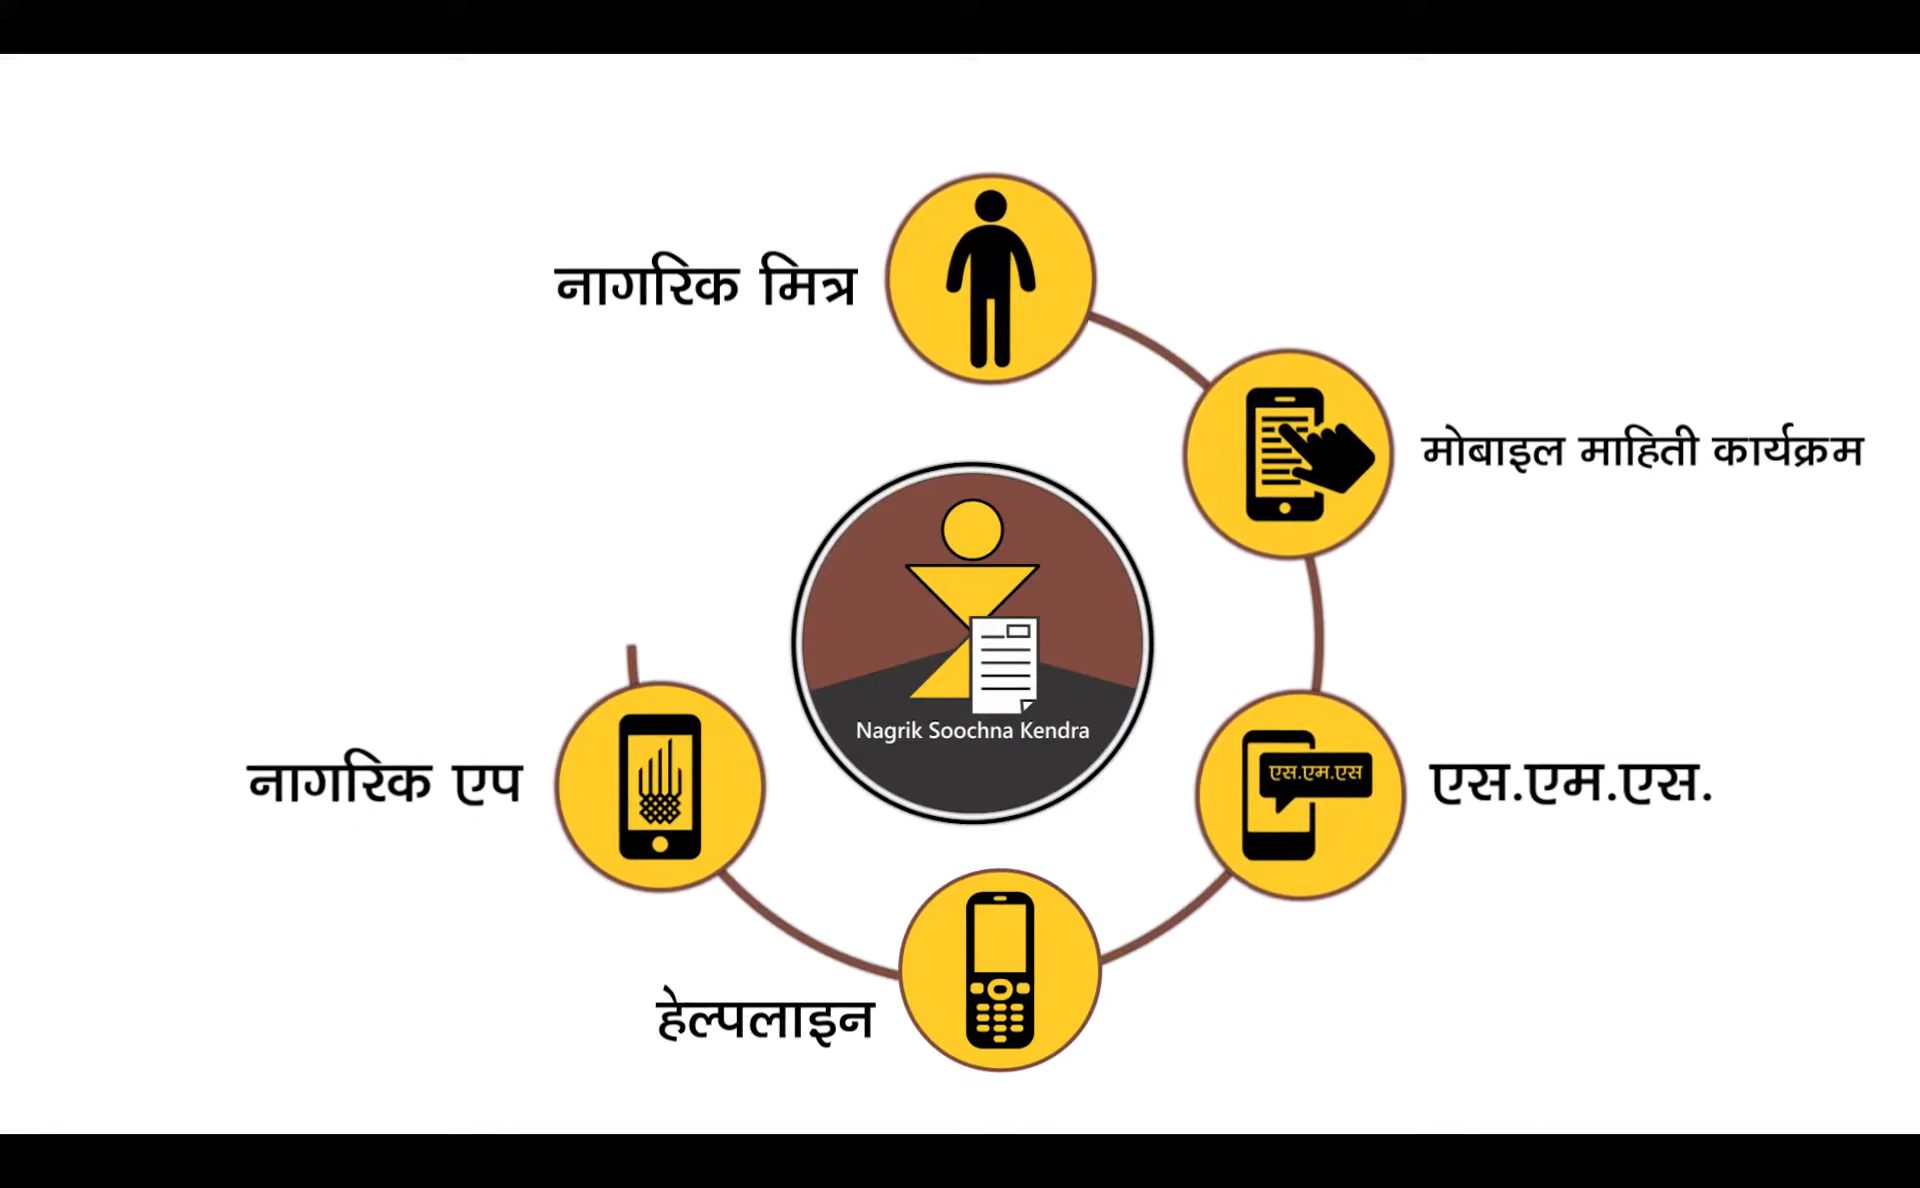 नागरिक मित्र
मोबाइल माहिती कार्यक्रम
Nagrik Soochna Kendra
नागरिक एप
एस.एम.एस
एस.एम.एस.
हेल्पलाइन